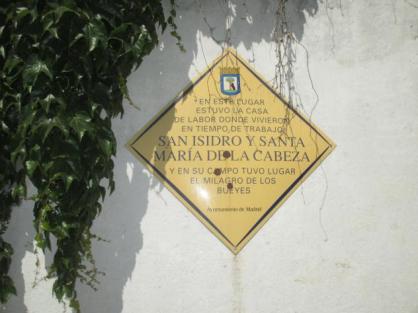 EN ESTE LUGAR
ESTUVO LA CASA
DE LABOR DONDE VIVIERON
EN TIEMPO DE TRABAJO
SAN ISIDRO Y SANTA
MARÍA DE LA CABEZA
Y EN SU CAMPO TUVO LUGAR
EL MILAGRO DE LOS
BUEYES
Ayuntamiento de Madrid